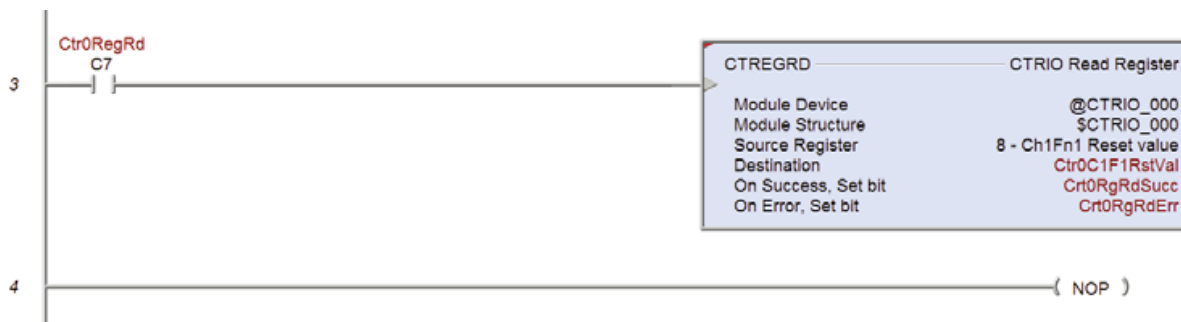 Ctr0RegRd
C7
3
CTREGRD CTRIO Read Register
Module Device @CTRIO_000
Module Structure $CTRIO_000
Source Register 8 - Ch1Fn1 Reset value
Destination Ctr0C1F1RstVal
On Success, Set bit Crt0RgRdSucc
On Error, Set bit Crt0RgRdErr
4
( NOP )